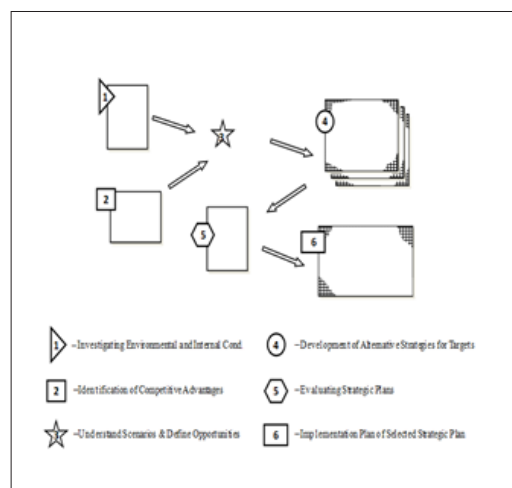 1
2
3
4
5
6
1 –Investigating Environmental and Internal Cond.
2 –Identification of Competitive Advantages
3 –Understand Scenarios & Define Opportunities
4 –Development of Alternative Strategies for Targets
5 –Evaluating Strategic Plans
6 –Implementation Plan of Selected Strategic Plan